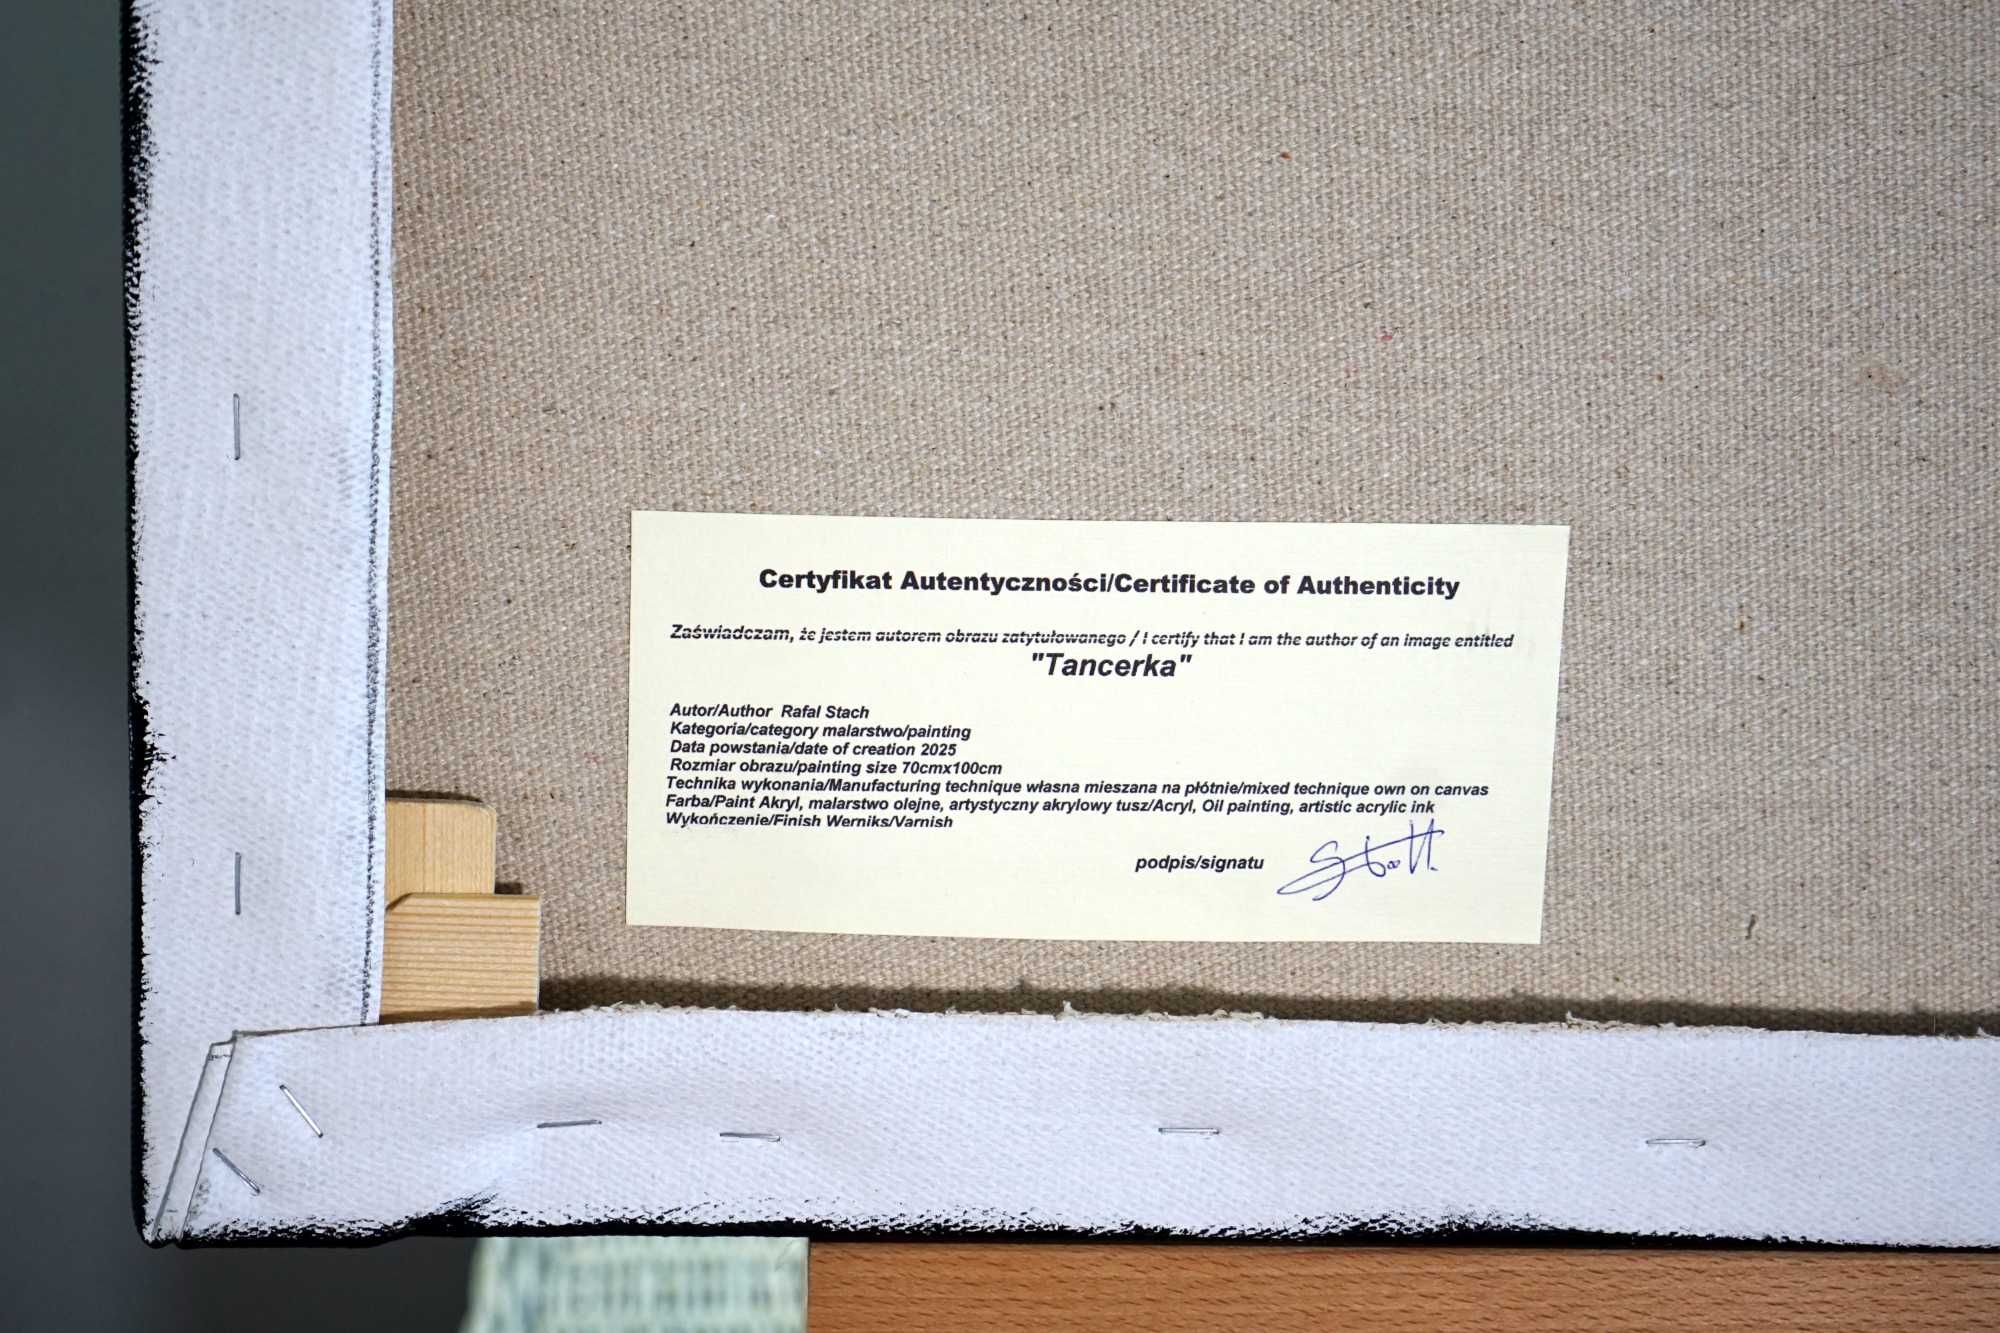 Certyfikat Autentyczności/Certificate of Authenticity
Zaświadczam, że jestem autorem obrazu zatytułowanego / I certify that I am the author of an image entitled
"Tancerka"
Autor/Author Rafal Stach
Kategoria/category malarstwo/painting
Data powstania/date of creation 2025
Rozmiar obrazu/painting size 70cmx100cm
Technika wykonania/Manufacturing technique własna mieszana na płótnie/mixed technique own on canvas
Farba/Paint Akryl, malarstwo olejne, artystyczny akrylowy tusz/Acryl, Oil painting, artistic acrylic ink
Wykończenie/Finish Werniks/Varnish
podpis/signatu